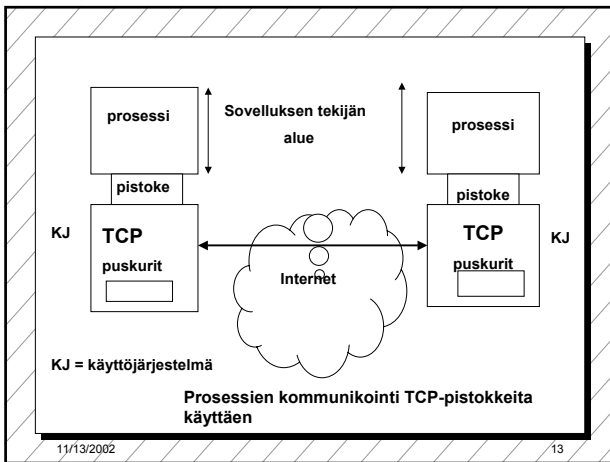 prosessi
Sovelluksen tekijän
alue
prosessi
pistoke
pistoke
KJ
TCP
puskurit
Internet
TCP
puskurit
KJ
KJ = käyttöjärjestelmä
Prosessien kommunikointi TCP-pistokkeita
käyttäen
11/13/2002
13